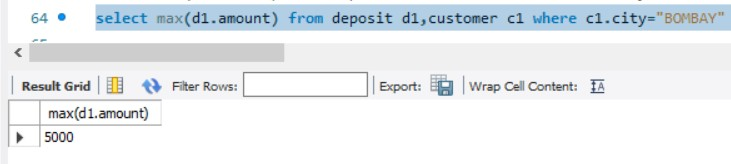 64 select max(d1.amount) from deposit d1,customer c1 where c1.city="BOMBAY"
Result Grid Filter Rows: Export: Wrap Cell Content: IA
max(d1.amount)
5000